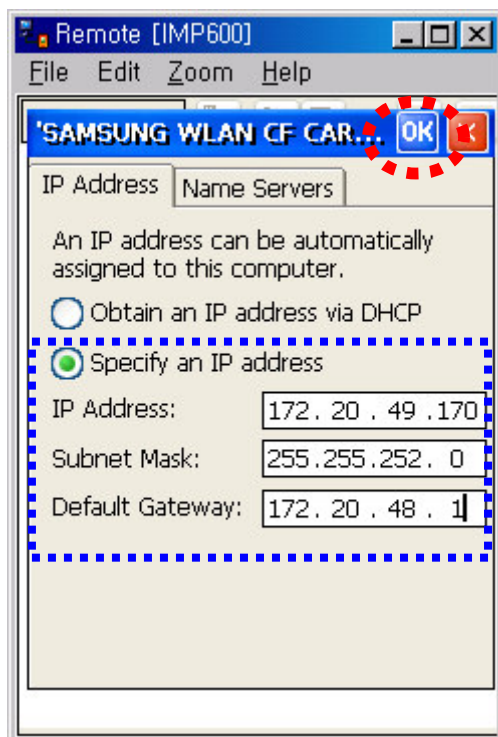 Remote [IMP600]
File Edit Zoom Help
'SAMSUNG WLAN CF CAR... OK
IP Address Name Servers
An IP address can be automatically
assigned to this computer.
Obtain an IP address via DHCP
Specify an IP address
IP Address: 172. 20 . 49 .170
Subnet Mask: 255.255.252. 0
Default Gateway: 172. 20 . 48 . 1